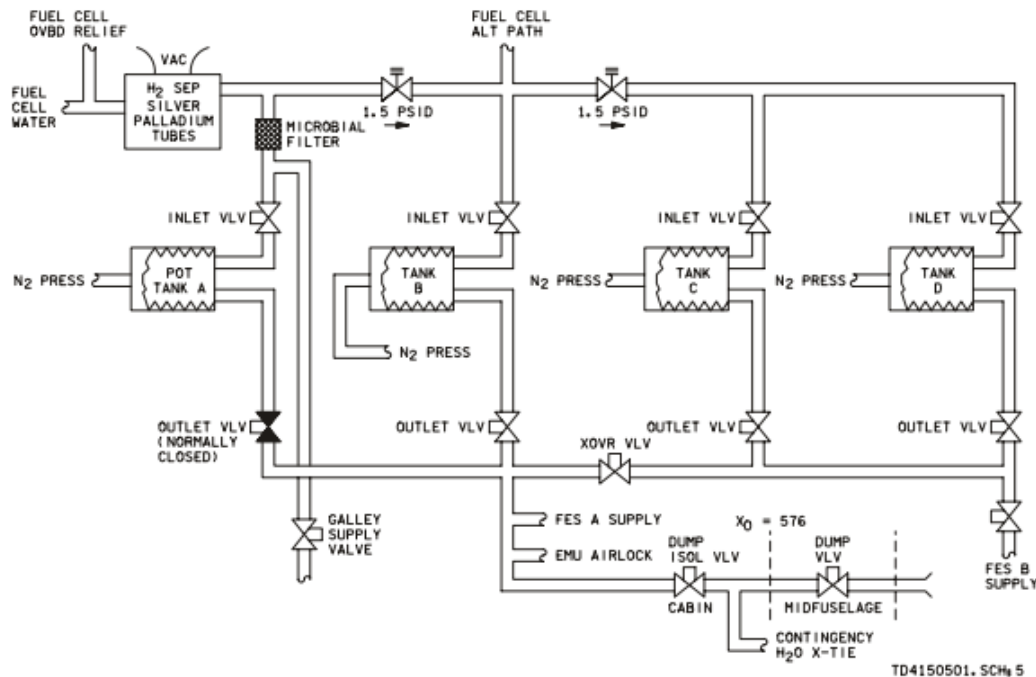 FUEL CELL
OVBD RELIEF
VAC
FUEL
CELL
WATER
H2 SEP
SILVER
PALLADIUM
TUBES
MICROBIAL
FILTER
1.5 PSID
FUEL CELL
ALT PATH
1.5 PSID
INLET VLV
INLET VLV
INLET VLV
INLET VLV
N2 PRESS
POT
TANK A
TANK
B
N2 PRESS
N2 PRESS
TANK
C
N2 PRESS
TANK
D
OUTLET VLV
(NORMALLY
CLOSED)
OUTLET VLV
XOVR VLV
OUTLET VLV
OUTLET VLV
GALLEY
SUPPLY
VALVE
FES A SUPPLY
EMU AIRLOCK
DUMP
ISOL VLV
CABIN
X0 = 576
DUMP
VLV
MIDFUSELAGE
FES B
SUPPLY
CONTINGENCY
H2O X-TIE
TD4150501.SCH; 5